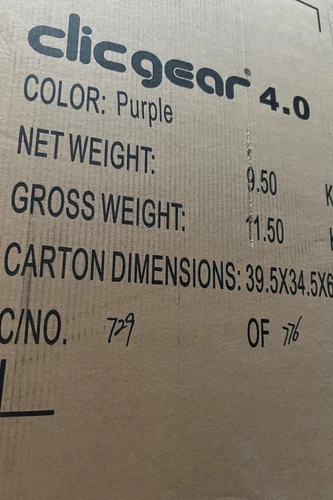 clicgear® 4.0
COLOR: Purple
NET WEIGHT: 9.50 K
GROSS WEIGHT: 11.50
CARTON DIMENSIONS: 39.5X34.5X6
C/NO. 729 OF 776